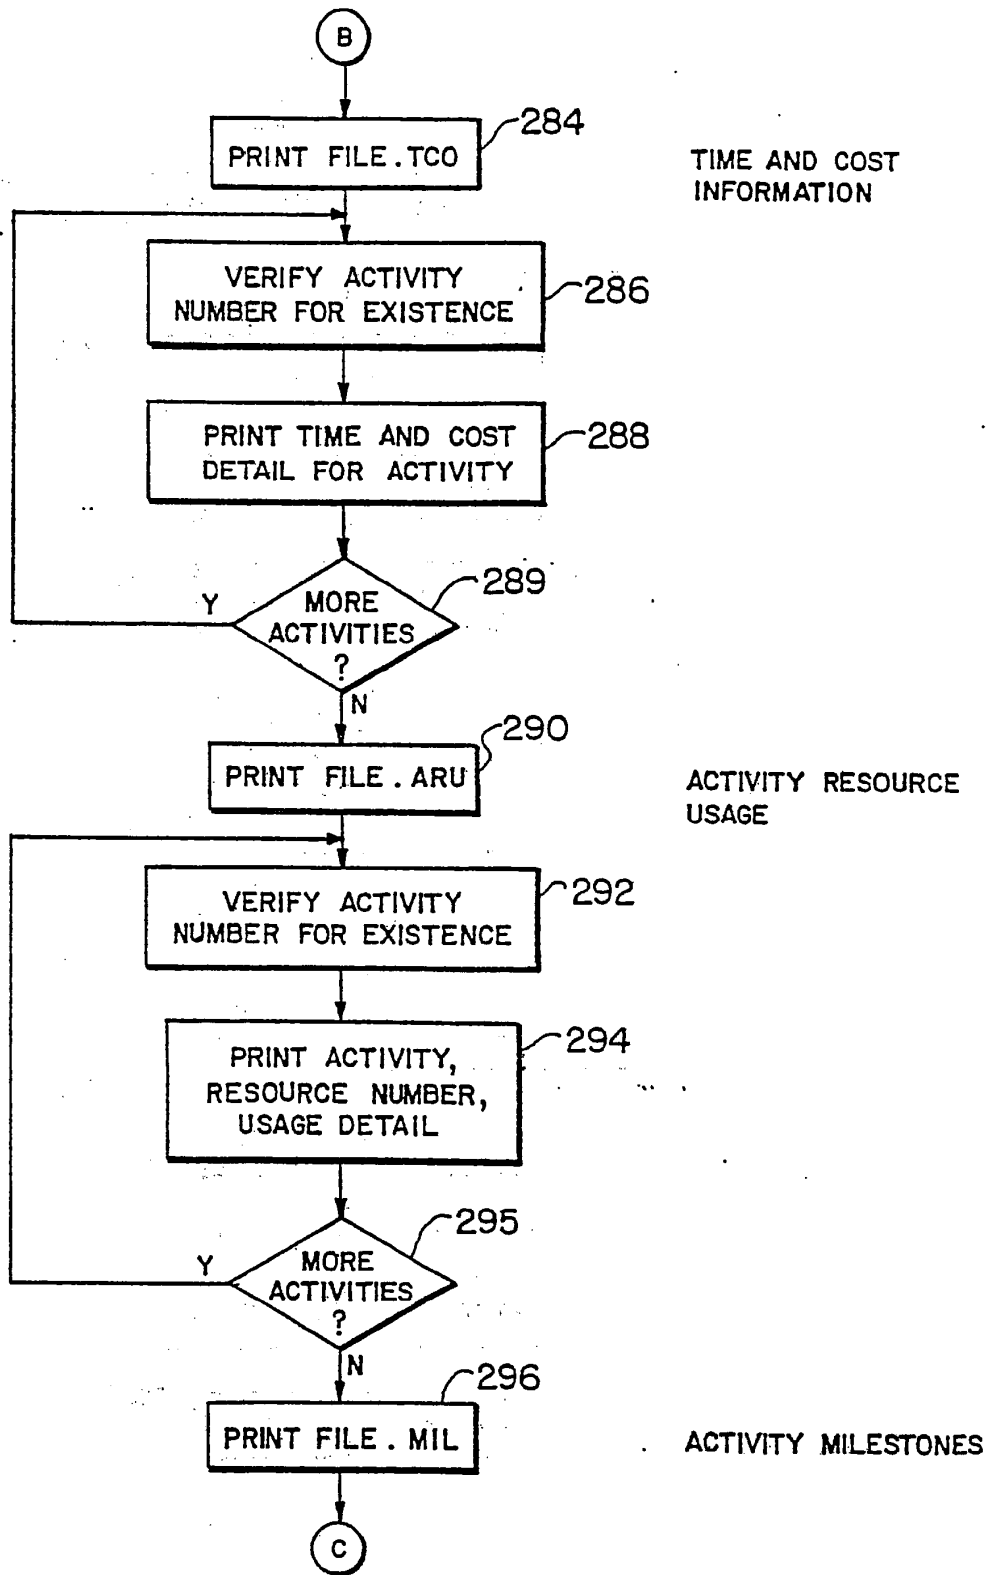 B
284
PRINT FILE.TCO
TIME AND COST
INFORMATION
VERIFY ACTIVITY
NUMBER FOR EXISTENCE
286
PRINT TIME AND COST
DETAIL FOR ACTIVITY
288
289
MORE
ACTIVITIES
?
Y
N
290
PRINT FILE.ARU
ACTIVITY RESOURCE
USAGE
VERIFY ACTIVITY
NUMBER FOR EXISTENCE
292
PRINT ACTIVITY,
RESOURCE NUMBER,
USAGE DETAIL
294
295
MORE
ACTIVITIES
?
Y
N
296
PRINT FILE.MIL
ACTIVITY MILESTONES
C